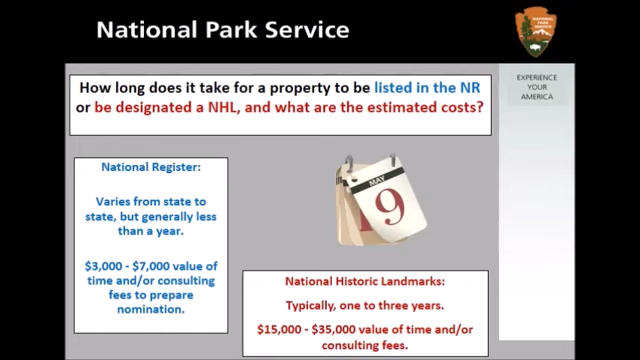 National Park Service
NATIONAL
PARK
SERVICE
EXPERIENCE
YOUR
AMERICA
How long does it take for a property to be listed in the NR
or be designated a NHL, and what are the estimated costs?
National Register:
Varies from state to
state, but generally less
than a year.
$3,000 - $7,000 value of
time and/or consulting
fees to prepare
nomination.
MAY
9
National Historic Landmarks:
Typically, one to three years.
$15,000 - $35,000 value of time and/or
consulting fees.